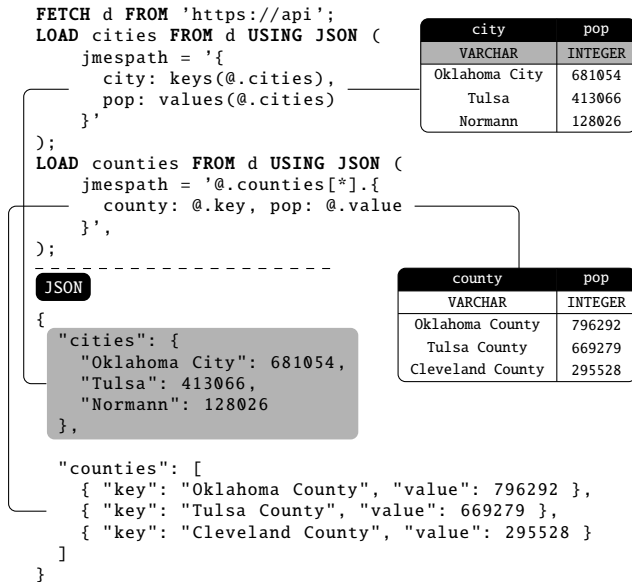 FETCH d FROM 'https://api';
LOAD cities FROM d USING JSON (
jmespath = '{
city: keys(@.cities),
pop: values(@.cities)
}'
);
LOAD counties FROM d USING JSON (
jmespath = '@.counties[*].{
county: @.key, pop: @.value
}',
);
city pop
VARCHAR INTEGER
Oklahoma City 681054
Tulsa 413066
Normann 128026
county pop
VARCHAR INTEGER
Oklahoma County 796292
Tulsa County 669279
Cleveland County 295528
JSON
{
"cities": {
"Oklahoma City": 681054,
"Tulsa": 413066,
"Normann": 128026
},
"counties": [
{ "key": "Oklahoma County", "value": 796292 },
{ "key": "Tulsa County", "value": 669279 },
{ "key": "Cleveland County", "value": 295528 }
]
}